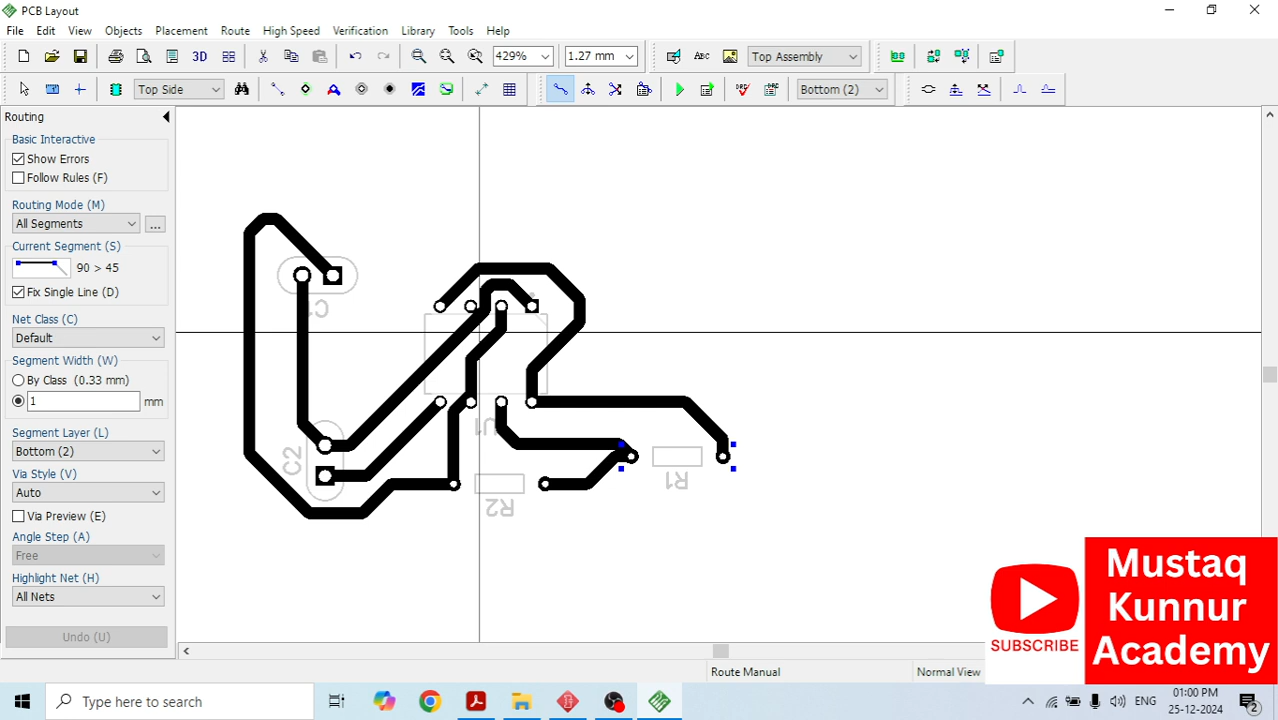 PCB Layout
File Edit View Objects Placement Route High Speed Verification Library Tools Help
3D 429% 1.27 mm ABC Top Assembly
Top Side Bottom (2)
Routing
Basic Interactive
Show Errors
Follow Rules (F)
Routing Mode (M)
All Segments ...
Current Segment (S)
90 > 45
Fix Single Line (D)
Net Class (C)
Default
Segment Width (W)
By Class (0.33 mm)
1 mm
Segment Layer (L)
Bottom (2)
Via Style (V)
Auto
Via Preview (E)
Angle Step (A)
Free
Highlight Net (H)
All Nets
Undo (U)
C1
U1
C2
R1
R2
Mustaq
Kunnur
Academy
SUBSCRIBE
Route Manual Normal View
Type here to search
ENG
01:00 PM
25-12-2024
2